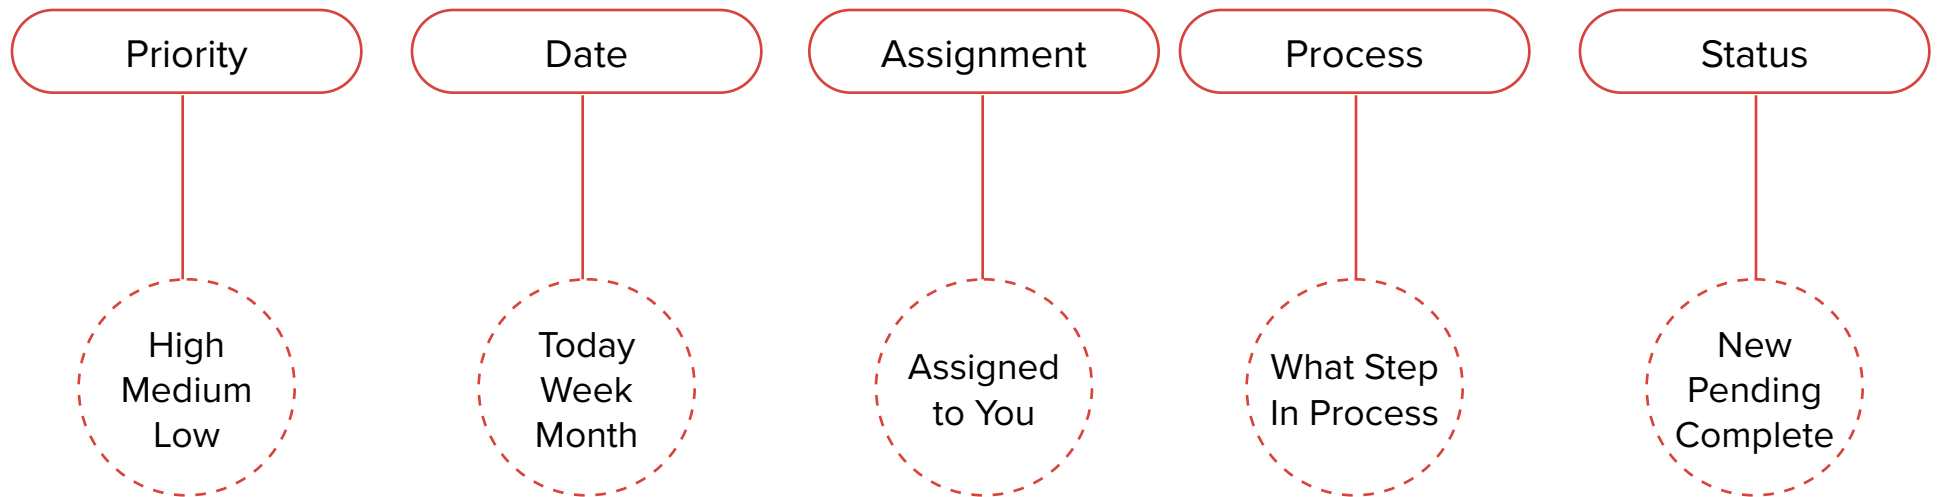 Priority
Date
Assignment
Process
Status
High
Medium
Low
Today
Week
Month
Assigned
to You
What Step
In Process
New
Pending
Complete